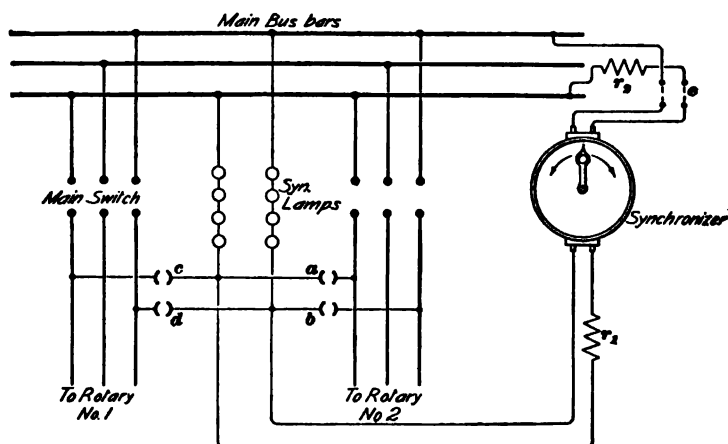 Main Bus bars
r2
e
Main Switch
Syn.
Lamps
Synchronizer
c
a
d
b
r1
To Rotary
No.1
To Rotary
No.2